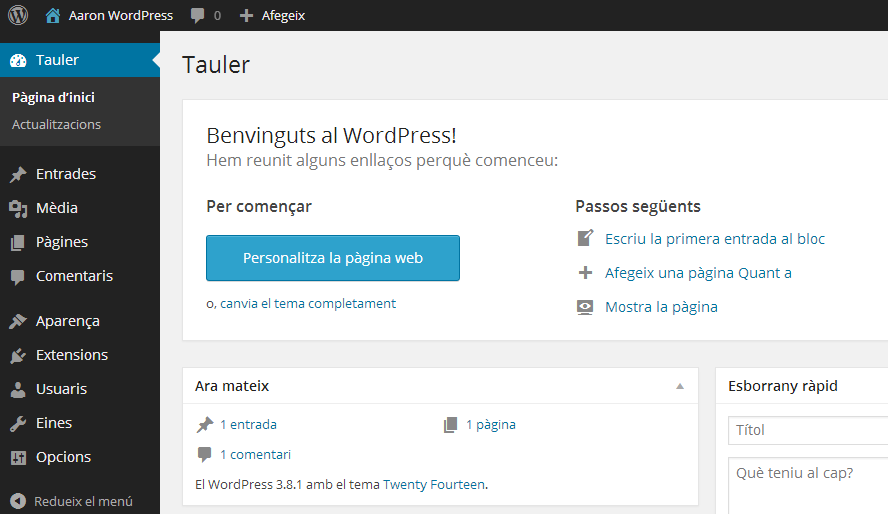 Aaron WordPress 0 Afegeix
Tauler
Pàgina d'inici
Actualitzacions
Entrades
Mèdia
Pàgines
Comentaris
Aparença
Extensions
Usuaris
Eines
Opcions
Redueix el menú
Tauler
Benvinguts al WordPress!
Hem reunit alguns enllaços perquè comenceu:
Per començar
Personalitza la pàgina web
o, canvia el tema completament
Passos següents
Escriu la primera entrada al bloc
Afegeix una pàgina Quant a
Mostra la pàgina
Ara mateix
1 entrada
1 pàgina
1 comentari
El WordPress 3.8.1 amb el tema Twenty Fourteen.
Esborrany ràpid
Títol
Què teniu al cap?